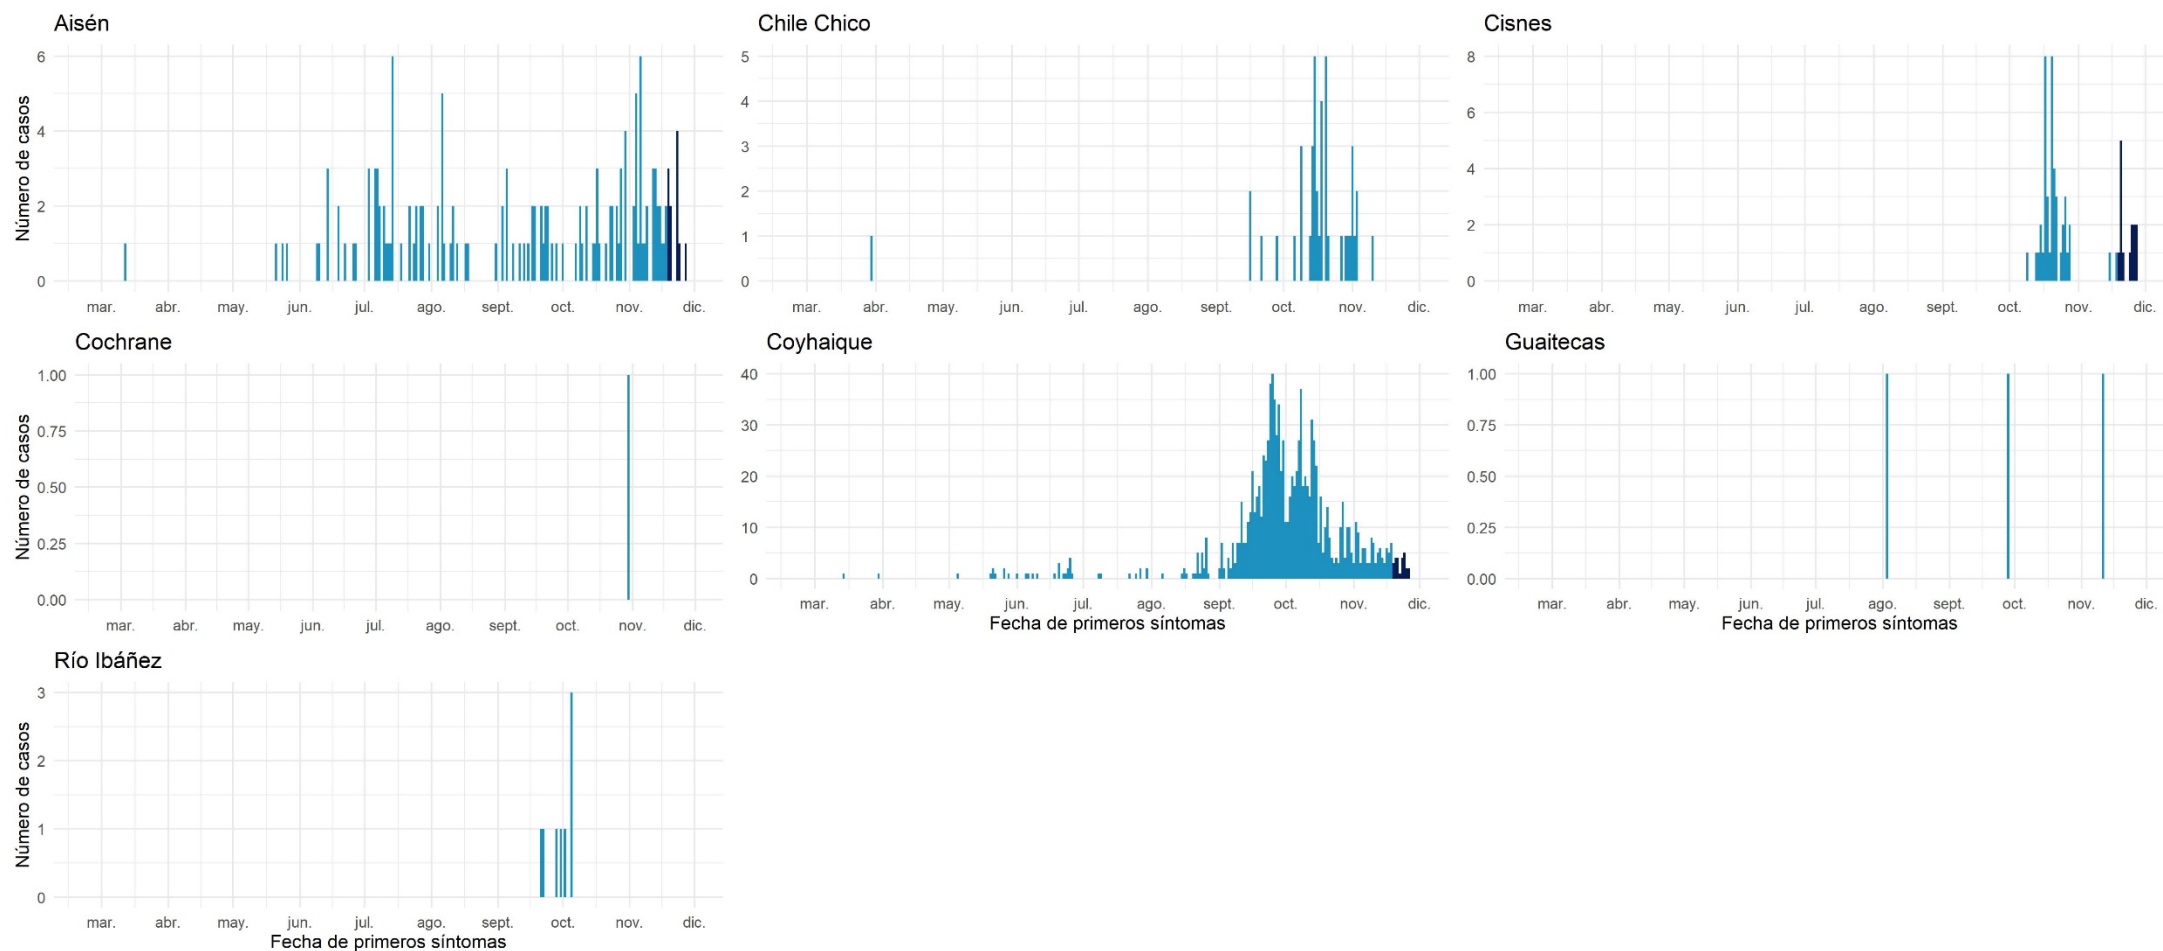 Aisén
Chile Chico
Cisnes
Número de casos
6
4
2
0
mar. abr. may. jun. jul. ago. sept. oct. nov. dic.
5
4
3
2
1
0
mar. abr. may. jun. jul. ago. sept. oct. nov. dic.
8
6
4
2
0
mar. abr. may. jun. jul. ago. sept. oct. nov. dic.
Cochrane
Coyhaique
Guaitecas
Número de casos
1.00
0.75
0.50
0.25
0.00
mar. abr. may. jun. jul. ago. sept. oct. nov. dic.
40
30
20
10
0
mar. abr. may. jun. jul. ago. sept. oct. nov. dic.
Fecha de primeros síntomas
1.00
0.75
0.50
0.25
0.00
mar. abr. may. jun. jul. ago. sept. oct. nov. dic.
Fecha de primeros síntomas
Río Ibáñez
Número de casos
3
2
1
0
mar. abr. may. jun. jul. ago. sept. oct. nov. dic.
Fecha de primeros síntomas